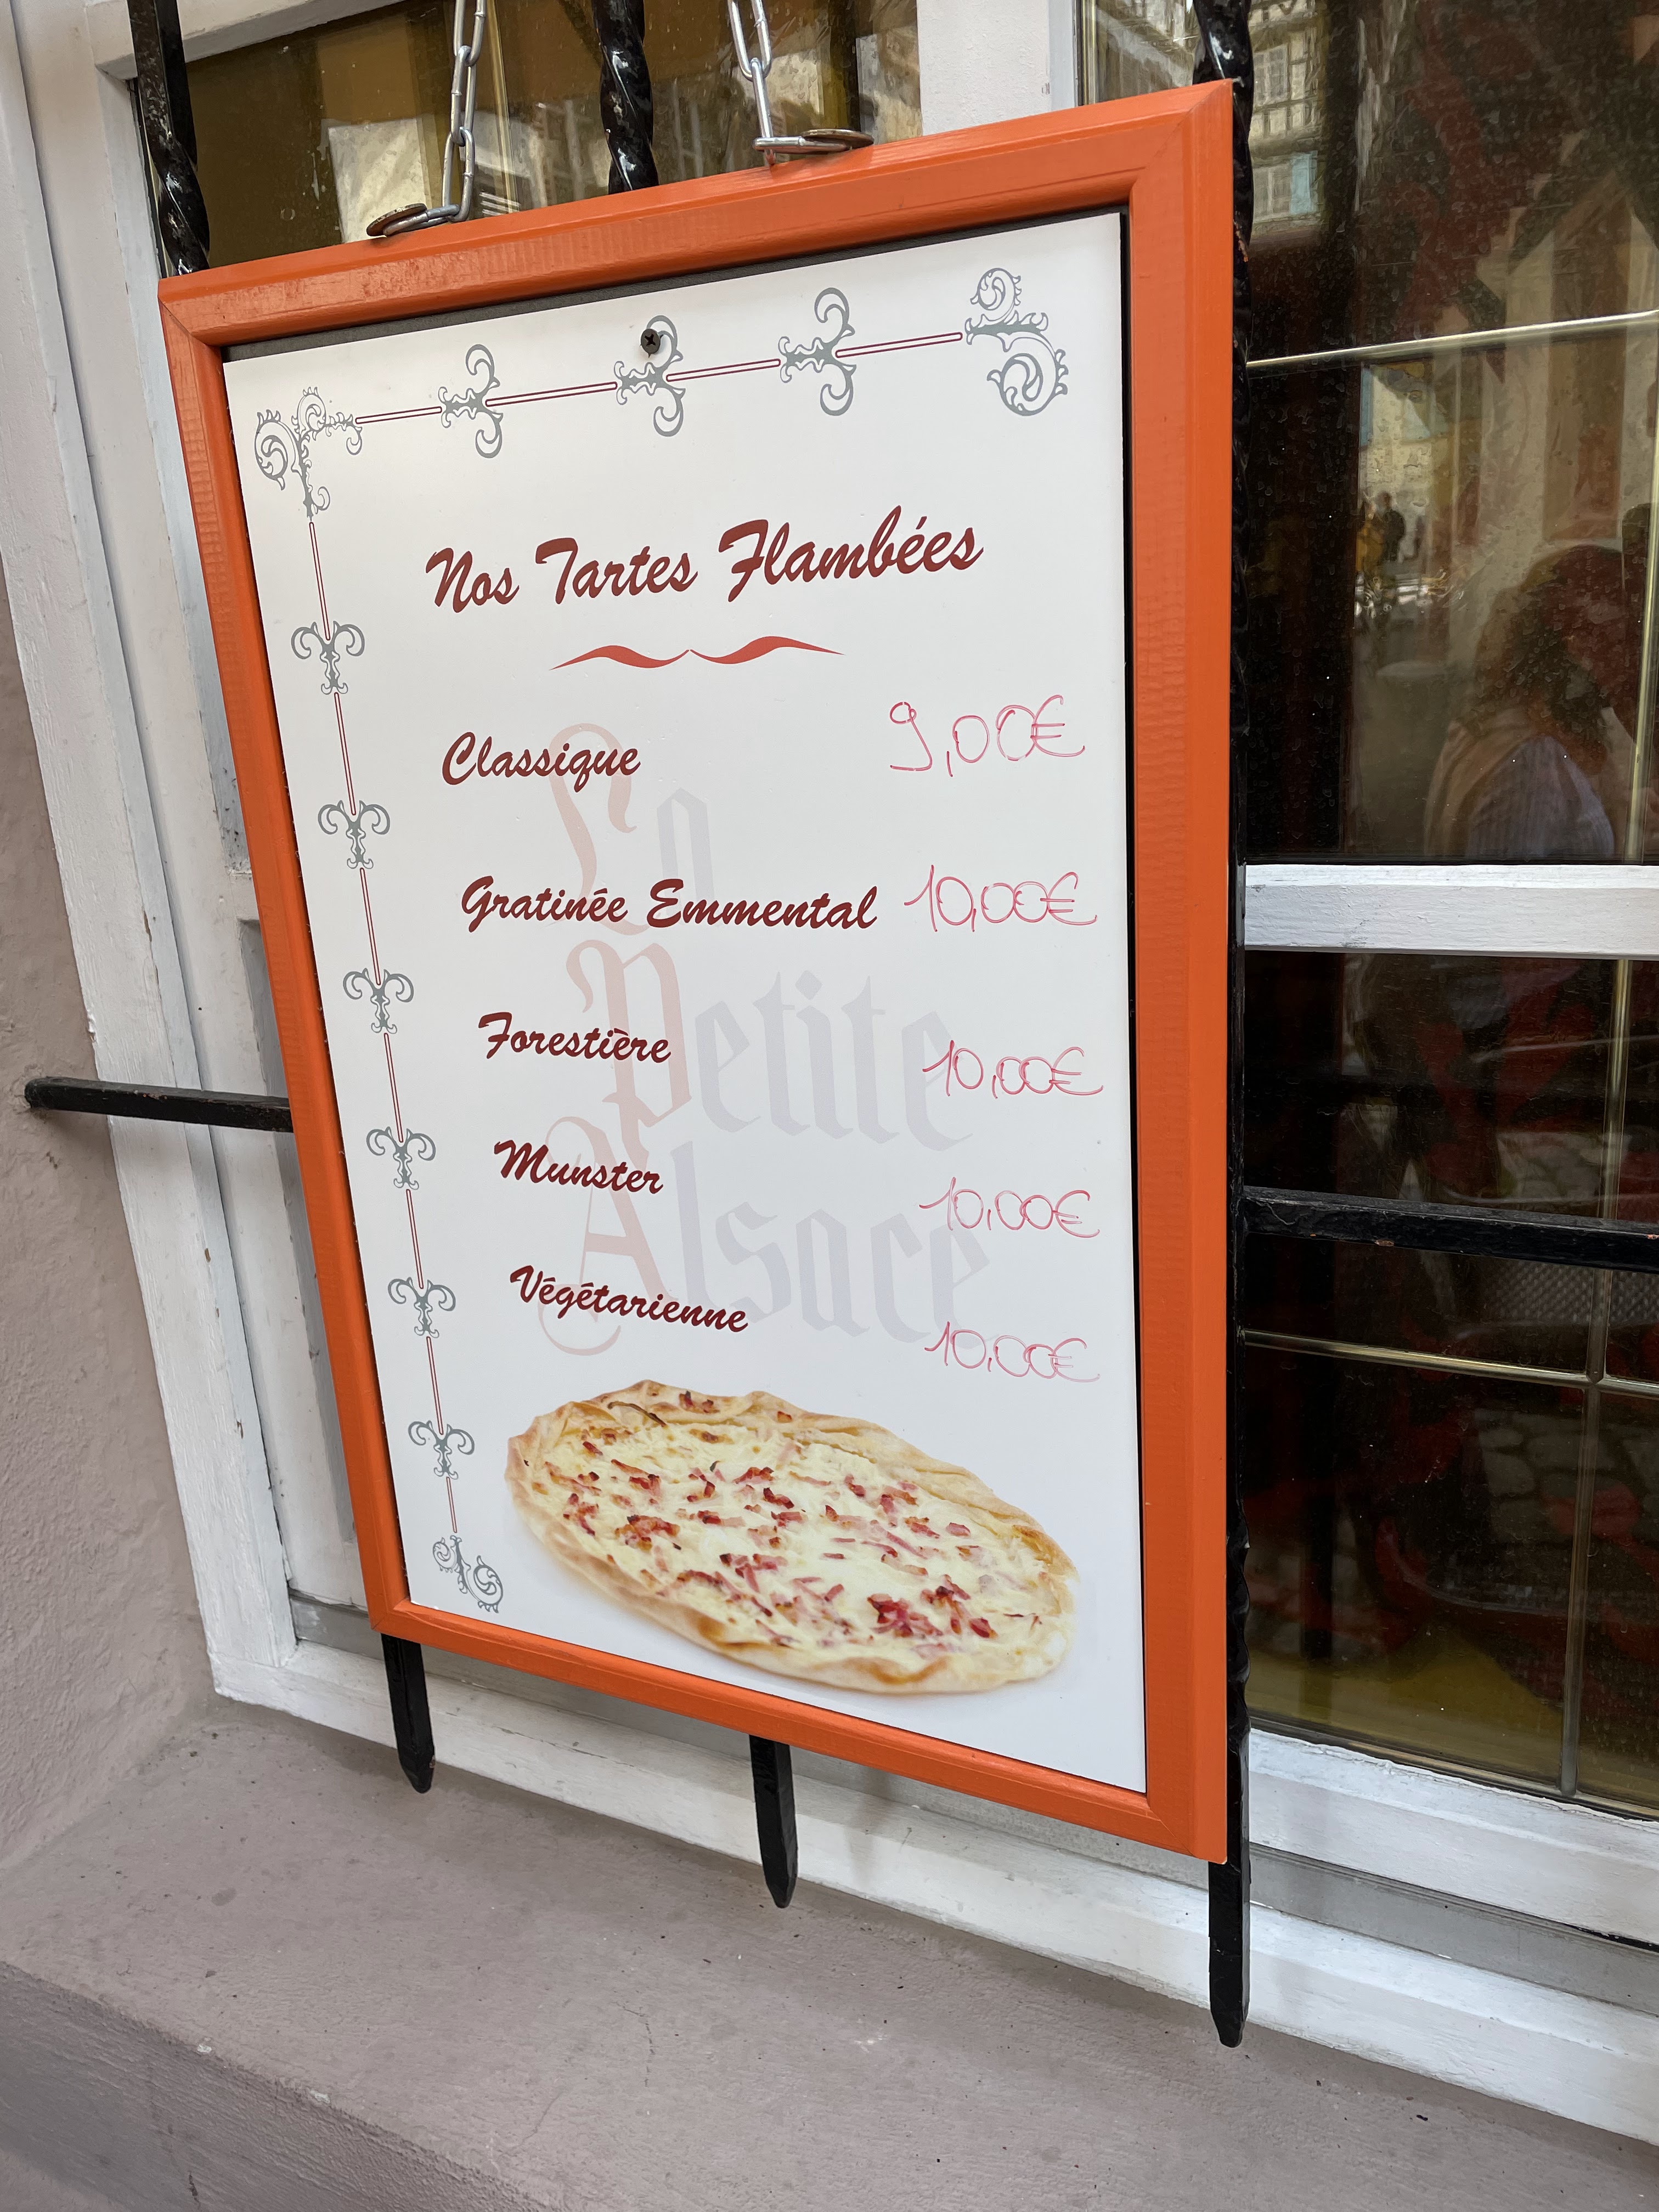 Nos Tartes Flambées
Classique 9,00€
Gratinée Emmental 10,00€
Forestière 10,00€
Munster 10,00€
Végétarienne 10,00€
La
Petite
Alsace